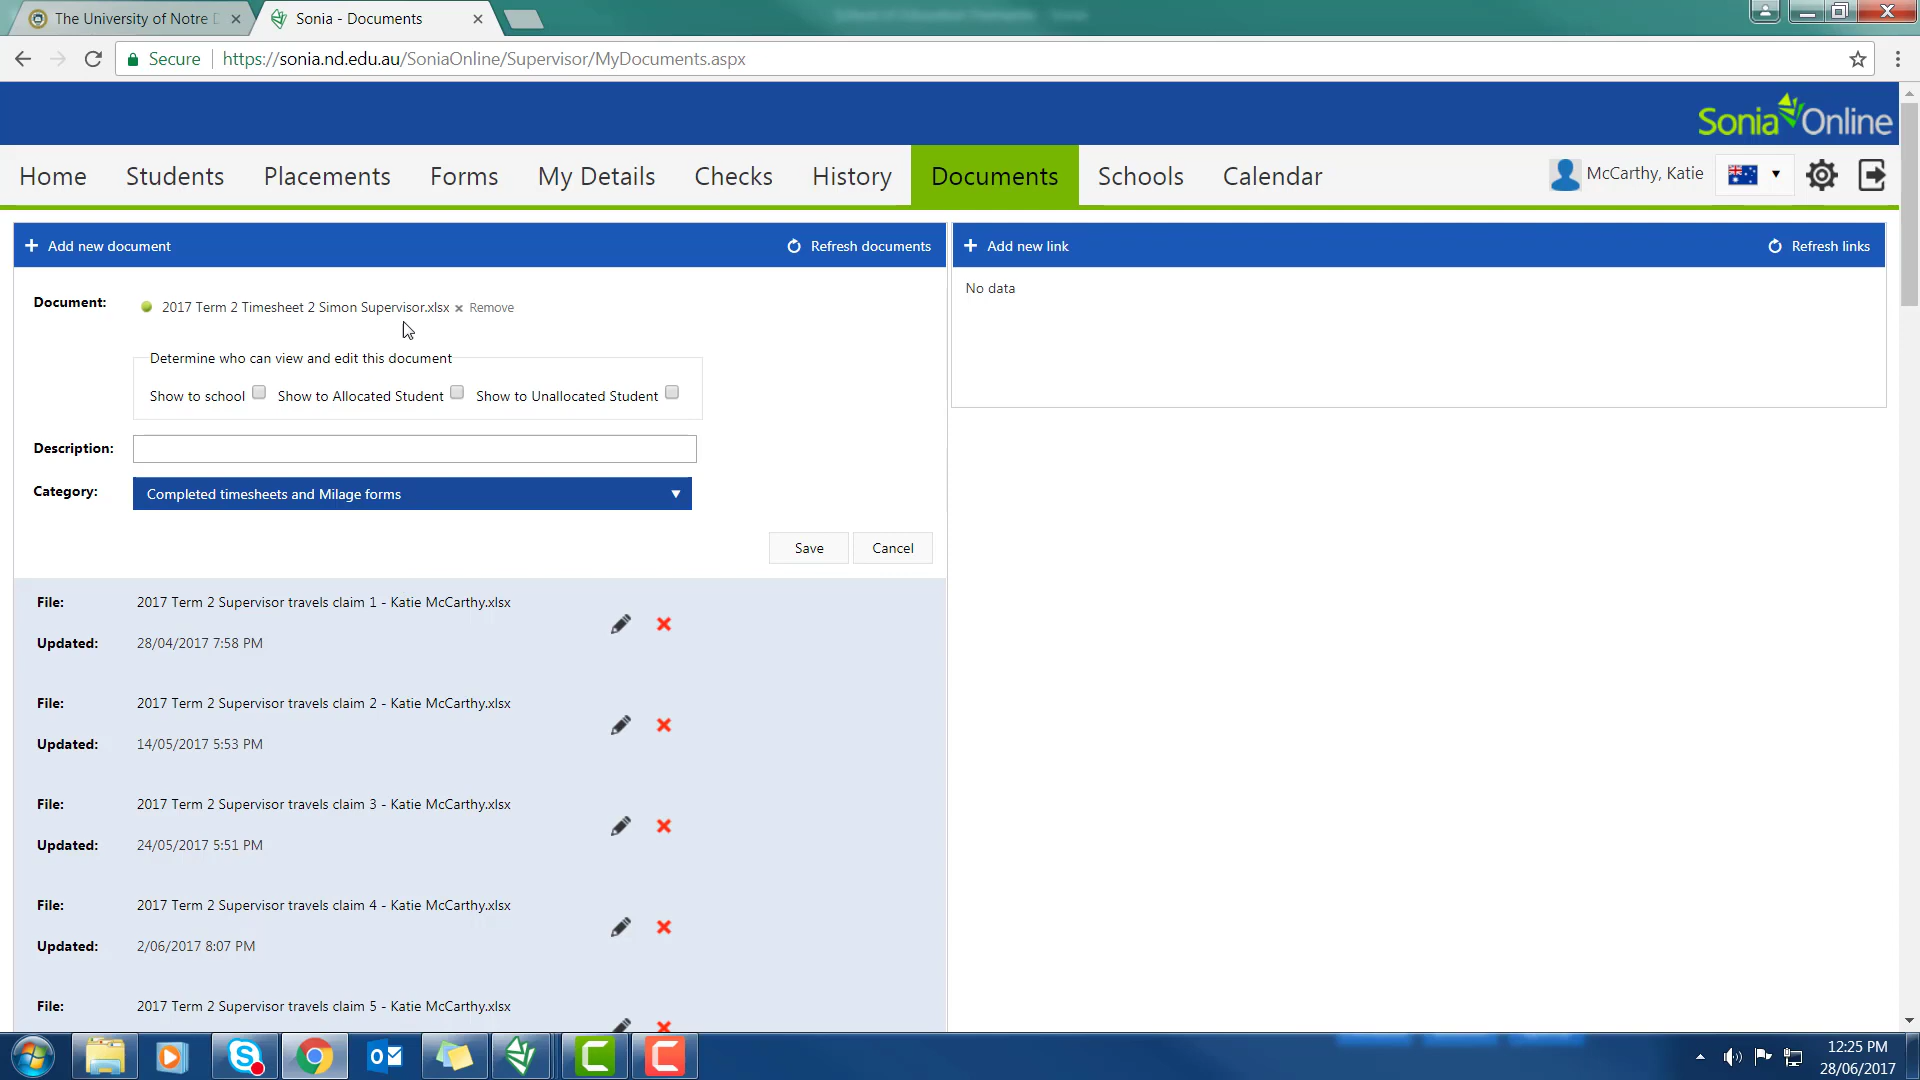 The University of Notre D
Sonia - Documents
Secure
https://sonia.nd.edu.au/SoniaOnline/Supervisor/MyDocuments.aspx
Sonia Online
Home
Students
Placements
Forms
My Details
Checks
History
Documents
Schools
Calendar
McCarthy, Katie
Add new document
Refresh documents
Add new link
Refresh links
Document:
2017 Term 2 Timesheet 2 Simon Supervisor.xlsx
Remove
No data
Determine who can view and edit this document
Show to school
Show to Allocated Student
Show to Unallocated Student
Description:
Category:
Completed timesheets and Milage forms
Save
Cancel
File:
2017 Term 2 Supervisor travels claim 1 - Katie McCarthy.xlsx
Updated:
28/04/2017 7:58 PM
File:
2017 Term 2 Supervisor travels claim 2 - Katie McCarthy.xlsx
Updated:
14/05/2017 5:53 PM
File:
2017 Term 2 Supervisor travels claim 3 - Katie McCarthy.xlsx
Updated:
24/05/2017 5:51 PM
File:
2017 Term 2 Supervisor travels claim 4 - Katie McCarthy.xlsx
Updated:
2/06/2017 8:07 PM
File:
2017 Term 2 Supervisor travels claim 5 - Katie McCarthy.xlsx
12:25 PM
28/06/2017